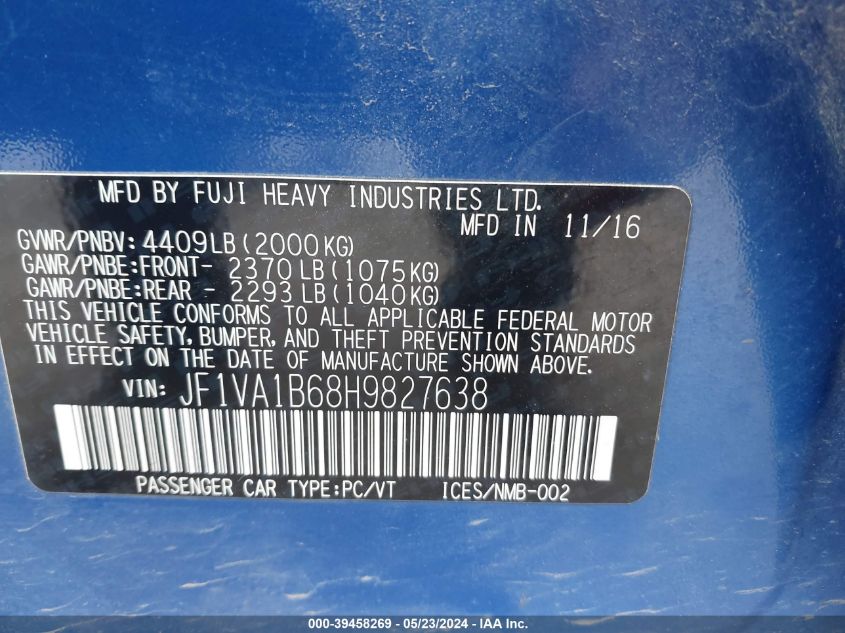 MFD BY FUJI HEAVY INDUSTRIES LTD.
MFD IN 11/16
GVWR/PNBV: 4409LB(2000KG)
GAWR/PNBE:FRONT- 2370LB(1075KG)
GAWR/PNBE:REAR - 2293LB(1040KG)
THIS VEHICLE CONFORMS TO ALL APPLICABLE FEDERAL MOTOR
VEHICLE SAFETY, BUMPER, AND THEFT PREVENTION STANDARDS
IN EFFECT ON THE DATE OF MANUFACTURE SHOWN ABOVE.
VIN: JF1VA1B68H9827638
PASSENGER CAR TYPE:PC/VT ICES/NMB-002
000-39458269 - 05/23/2024 - IAAI.COM